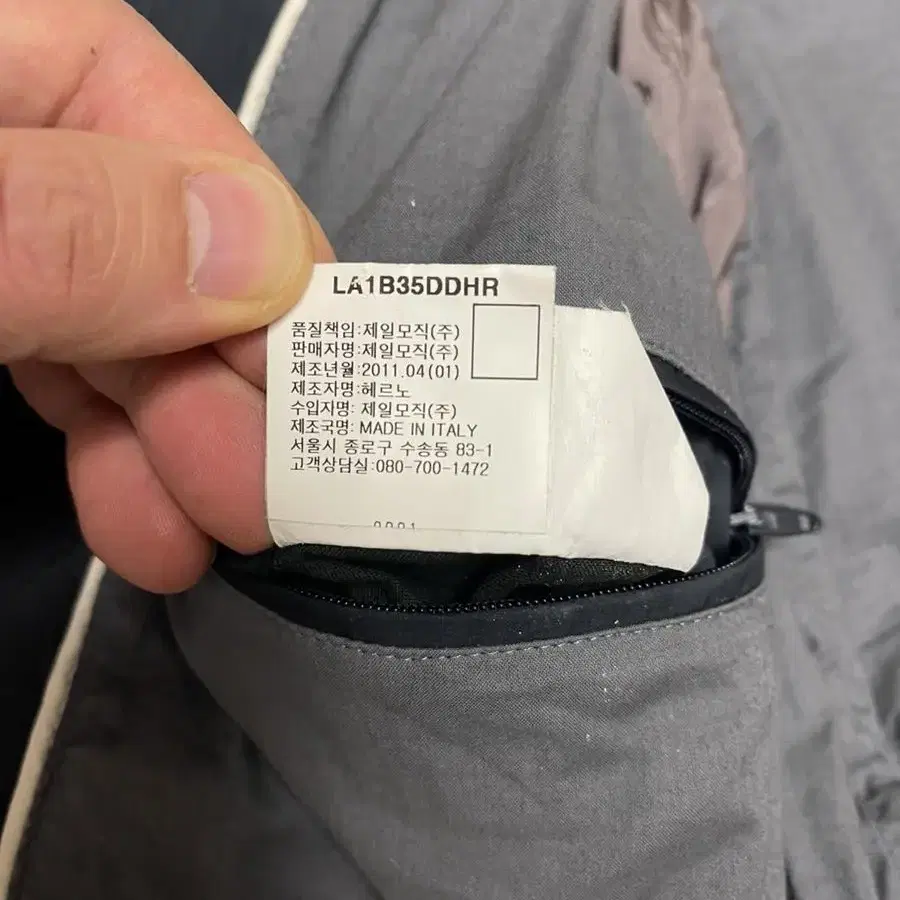 LA1B35DDHR
품질책임:제일모직(주)
판매자명:제일모직(주)
제조년월:2011.04(01)
제조자명:헤르노
수입자명: 제일모직(주)
제조국명: MADE IN ITALY
서울시 종로구 수송동 83-1
고객상담실:080-700-1472